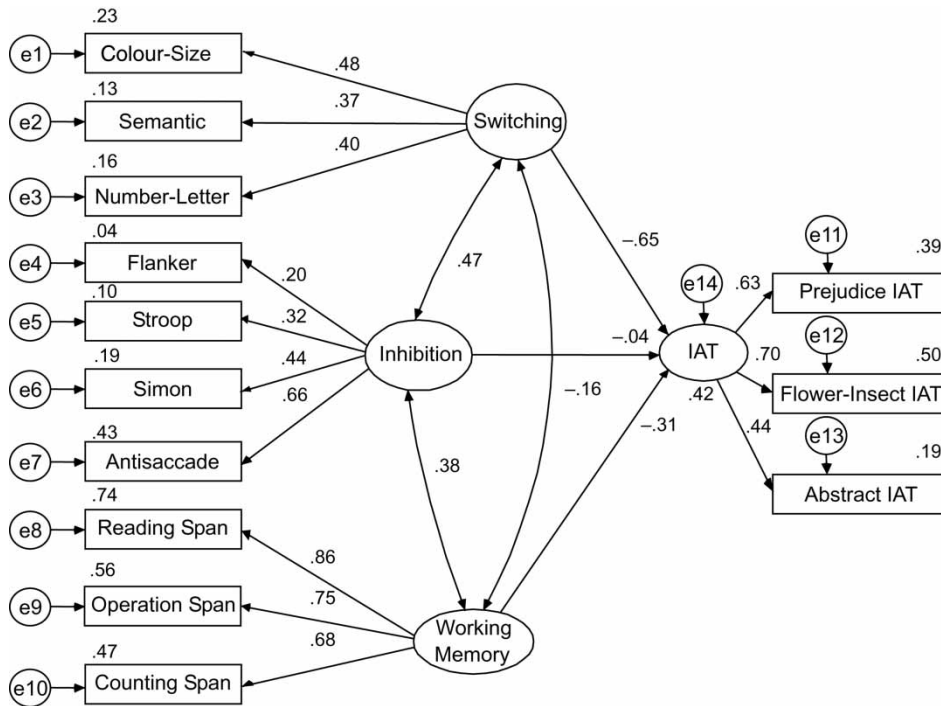 .23
e1
Colour-Size
.48
.13
e2
Semantic
.37
Switching
.40
.16
e3
Number-Letter
.04
e4
Flanker
.20
.47
–.65
e11
.39
.10
e5
Stroop
.32
e14
.63
Prejudice IAT
Inhibition
–.04
IAT
.70
e12
.50
.19
e6
Simon
.44
.66
–.16
.42
Flower-Insect IAT
–.31
.44
e13
.19
.43
e7
Antisaccade
.38
Abstract IAT
.74
e8
Reading Span
.86
.56
e9
Operation Span
.75
Working
Memory
.68
.47
e10
Counting Span